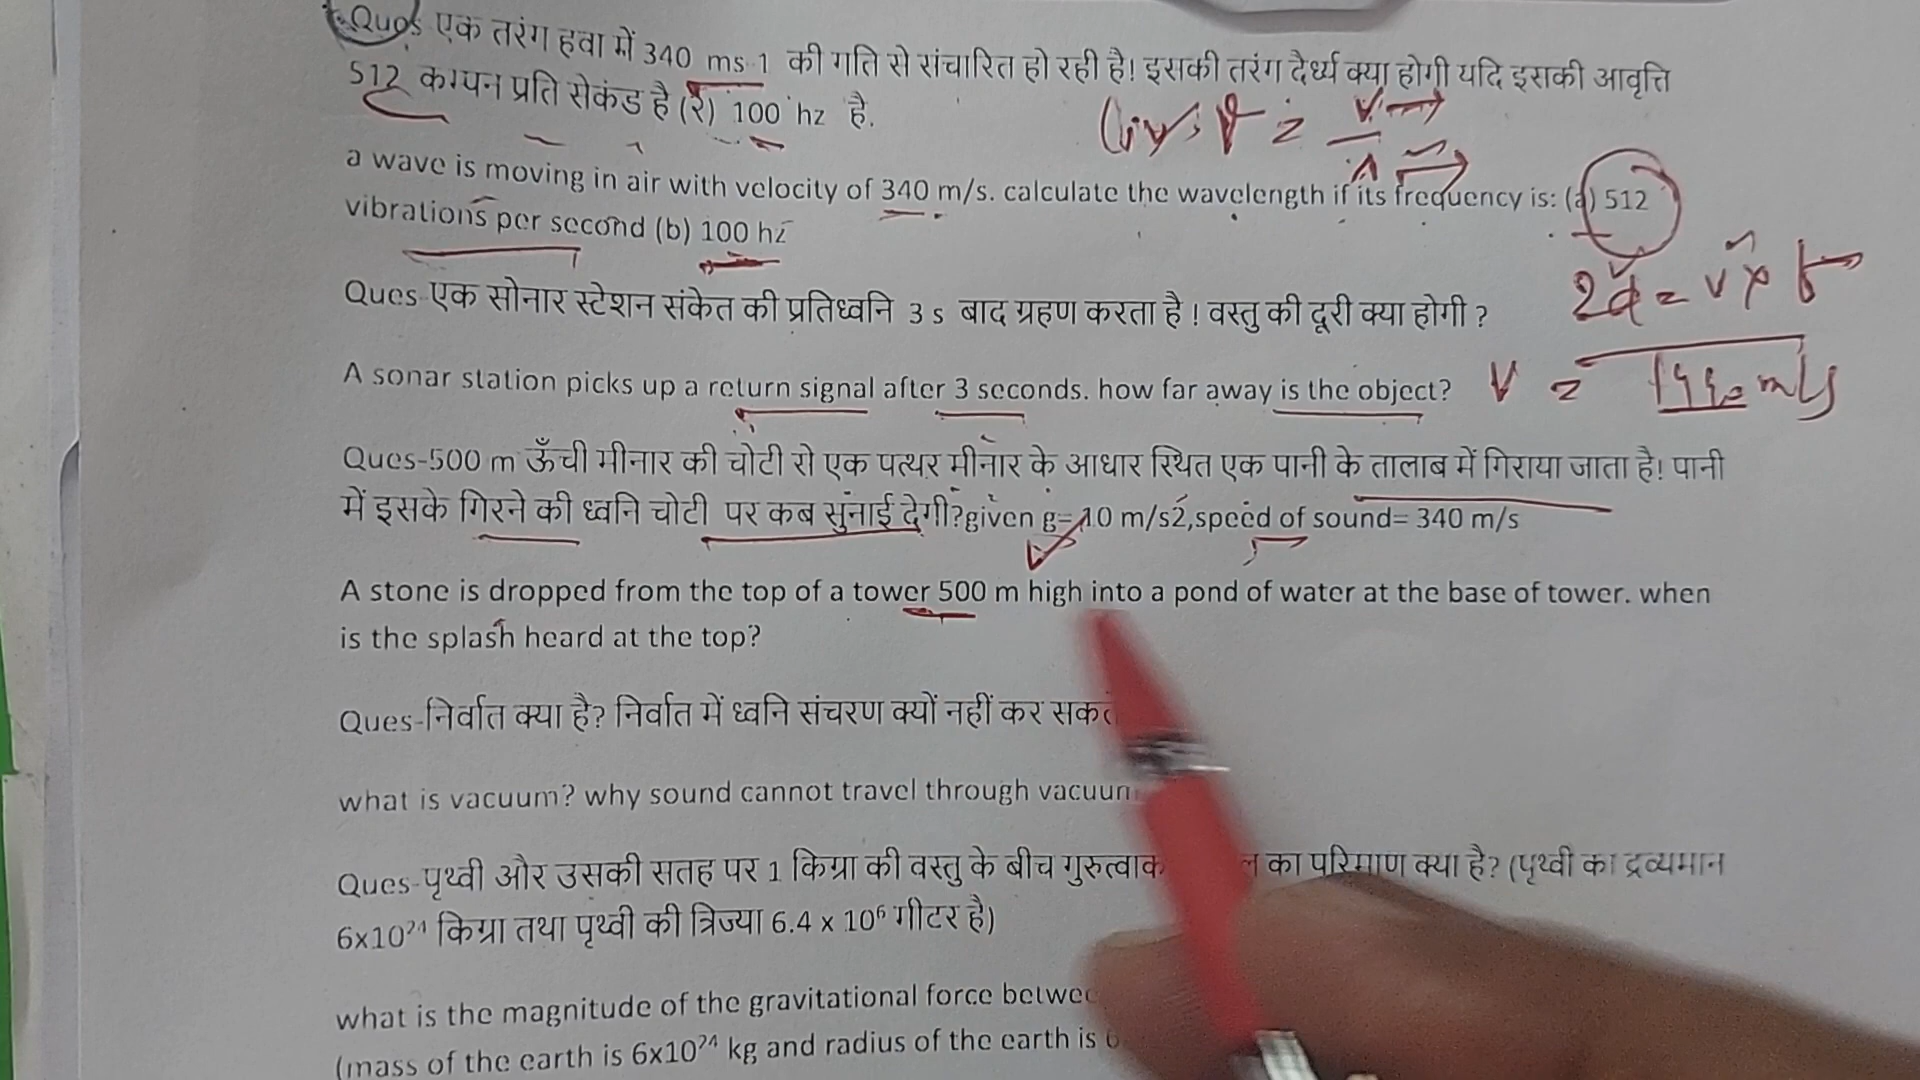 Ques-एक तरंग हवा में 340 ms-1 की गति से संचारित हो रही है! इसकी तरंग दैर्ध्य क्या होगी यदि इसकी आवृत्ति
512 कम्पन प्रति सेकंड है (२) 100 hz है.
V
a wave is moving in air with velocity of 340 m/s. calculate the wavelength if its frequency is: (a) 512
vibrations per second (b) 100 hz
2d = v x t
Ques-एक सोनार स्टेशन संकेत की प्रतिध्वनि 3 s बाद ग्रहण करता है ! वस्तु की दूरी क्या होगी ?
A sonar station picks up a return signal after 3 seconds. how far away is the object? V = m/s
Ques-500 m ऊँची मीनार की चोटी से एक पत्थर मीनार के आधार स्थित एक पानी के तालाब में गिराया जाता है! पानी
में इसके गिरने की ध्वनि चोटी पर कब सुनाई देगी?given g= 10 m/s2,speed of sound= 340 m/s
A stone is dropped from the top of a tower 500 m high into a pond of water at the base of tower. when
is the splash heard at the top?
Ques-निर्वात क्या है? निर्वात में ध्वनि संचरण क्यों नहीं कर
what is vacuum? why sound cannot travel through vacuum
Ques-पृथ्वी और उसकी सतह पर 1 किग्रा की वस्तु के बीच का परिमाण क्या है? (पृथ्वी का द्रव्यमान
6x10²⁴ किग्रा तथा पृथ्वी की त्रिज्या 6.4 x 10⁶ मीटर है)
what is the magnitude of the gravitational force
(mass of the earth is 6x10²⁴ kg and radius of the earth is